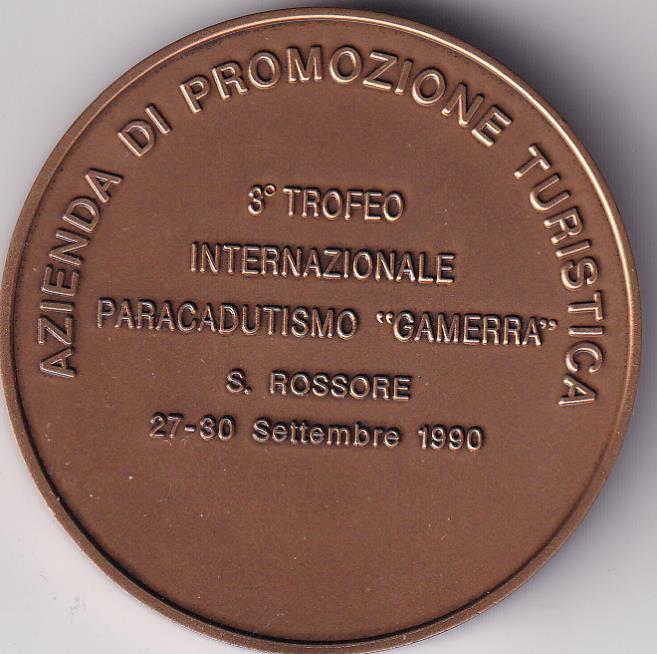 AZIENDA DI PROMOZIONE TURISTICA
3° TROFEO
INTERNAZIONALE
PARACADUTISMO "GAMERRA"
S. ROSSORE
27-30 Settembre 1990